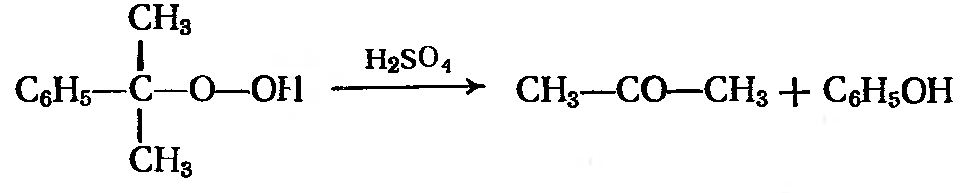 CH₃
H₂SO₄
C₆H₅—C—O—OH → CH₃—CO—CH₃ + C₆H₅OH
CH₃